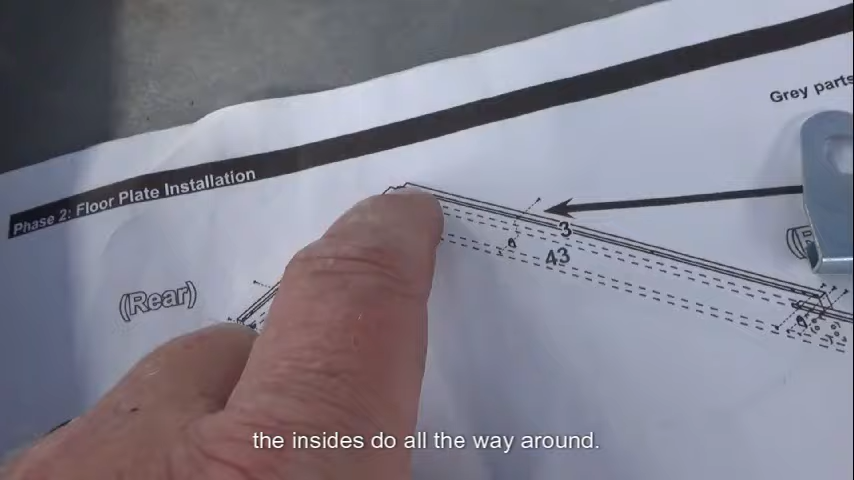 Grey parts
Phase 2: Floor Plate Installation
3
43
(Rear)
the insides do all the way around.